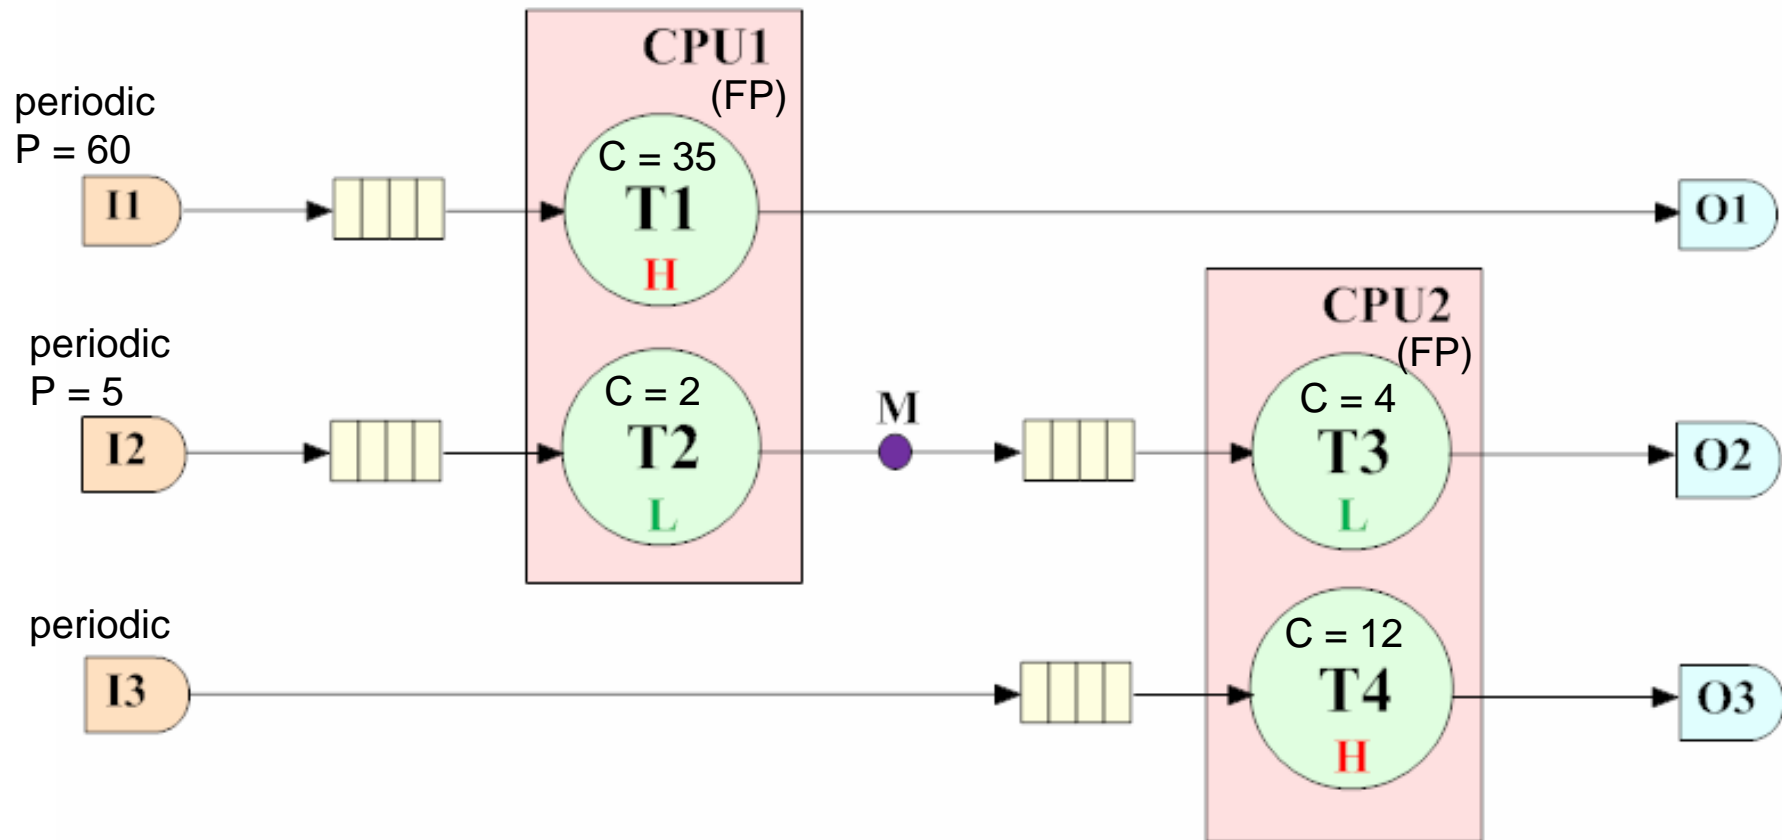 CPU1
(FP)
periodic
P = 60
I1
C = 35
T1
H
O1
CPU2
(FP)
periodic
P = 5
I2
C = 2
T2
L
M
C = 4
T3
L
O2
periodic
I3
C = 12
T4
H
O3